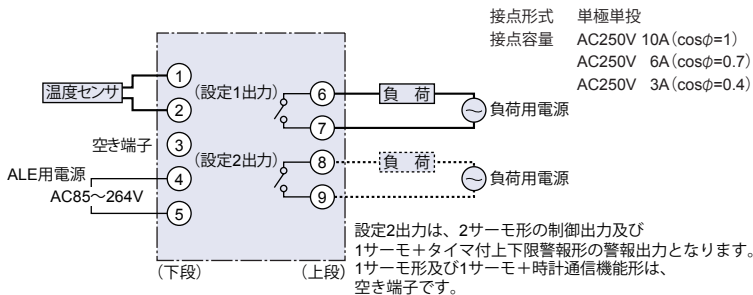 接点形式 単極単投
接点容量 AC250V 10A（cosφ=1）
AC250V 6A（cosφ=0.7）
AC250V 3A（cosφ=0.4）
温度センサ
1
2
空き端子 3
ALE用電源 4
AC85〜264V
5
（設定1出力） 6
負 荷
負荷用電源
7
（設定2出力） 8
負 荷
負荷用電源
9
（下段）
（上段）
設定2出力は、2サーモ形の制御出力及び
1サーモ＋タイマ付上下限警報形の警報出力となります。
1サーモ形及び1サーモ＋時計通信機能形は、
空き端子です。